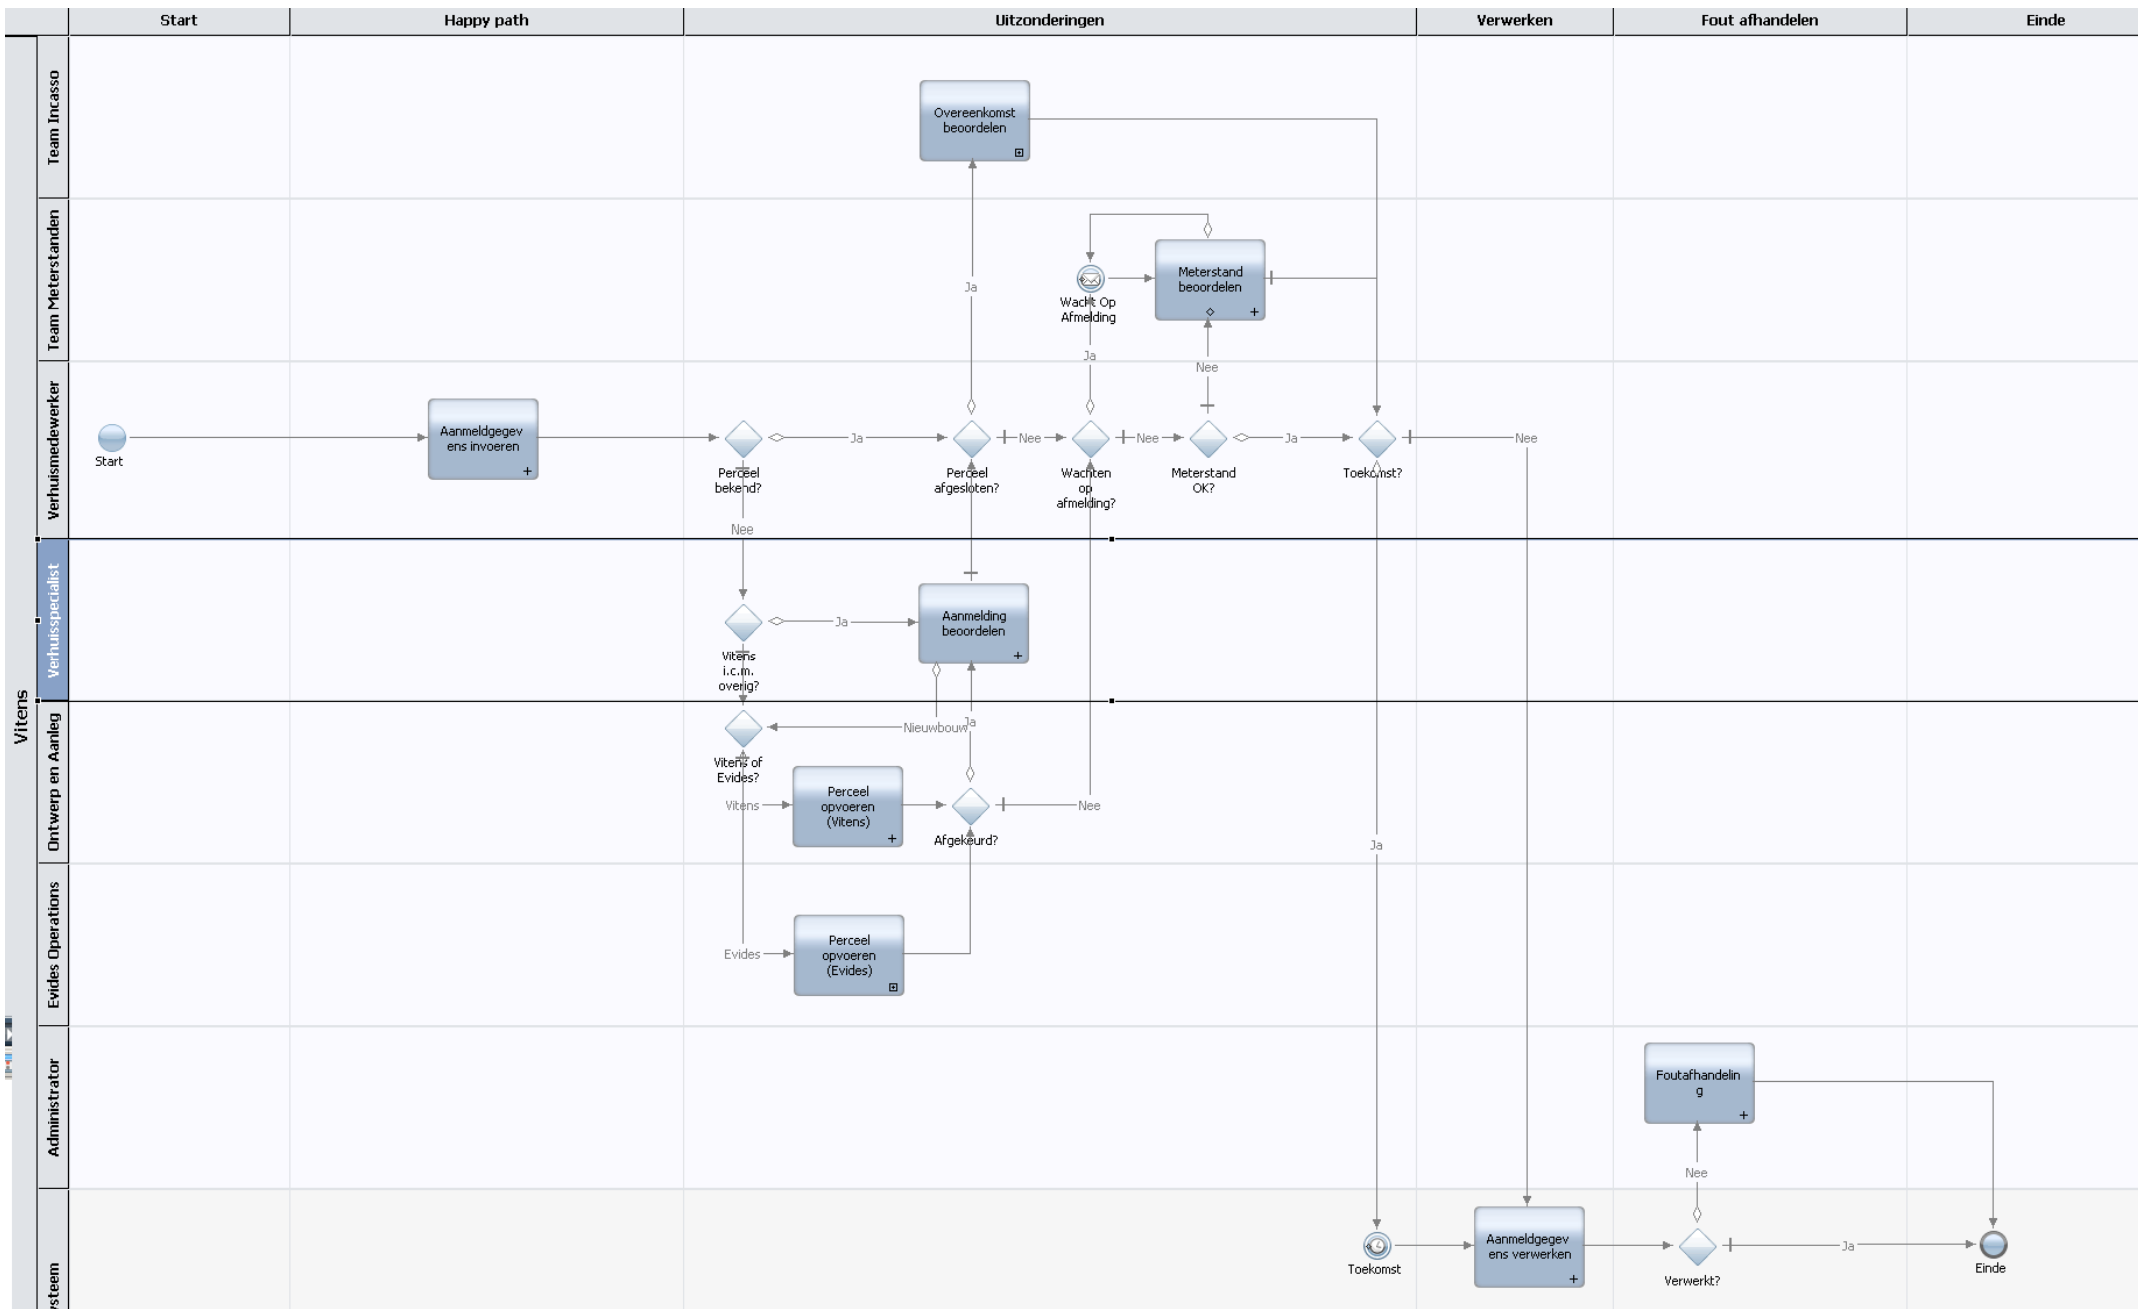 Start
Happy path
Uitzonderingen
Verwerken
Fout afhandelen
Einde
Vitens
Team Incasso
Overeenkomst
beoordelen
Ja
Team Meterstanden
Wacht Op
Afmelding
Meterstand
beoordelen
Ja
Nee
Verhuismedewerker
Start
Aanmeldgegev
ens invoeren
Perceel
bekend?
Ja
Perceel
afgesloten?
Nee
Wachten
op
afmelding?
Nee
Meterstand
OK?
Ja
Toekomst?
Nee
Nee
Verhuisspecialist
Vitens
i.c.m.
overig?
Ja
Aanmelding
beoordelen
Ontwerp en Aanleg
Nieuwbouw
Ja
Vitens of
Evides?
Vitens
Perceel
opvoeren
(Vitens)
Afgekeurd?
Nee
Ja
Evides Operations
Evides
Perceel
opvoeren
(Evides)
Administrator
Foutafhandelin
g
Nee
ysteem
Toekomst
Aanmeldgegev
ens verwerken
Verwerkt?
Ja
Einde